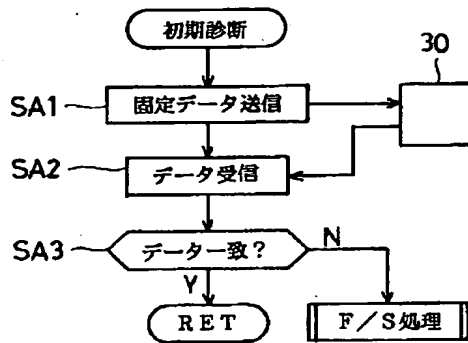 初期診断
30
SA1
固定データ送信
SA2
データ受信
SA3
データ一致?
N
Y
RET
F/S処理